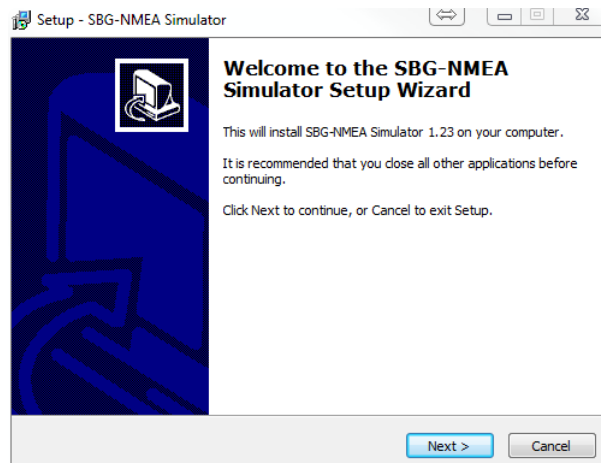 Setup - SBG-NMEA Simulator
Welcome to the SBG-NMEA
Simulator Setup Wizard
This will install SBG-NMEA Simulator 1.23 on your computer.
It is recommended that you close all other applications before
continuing.
Click Next to continue, or Cancel to exit Setup.
Next >
Cancel